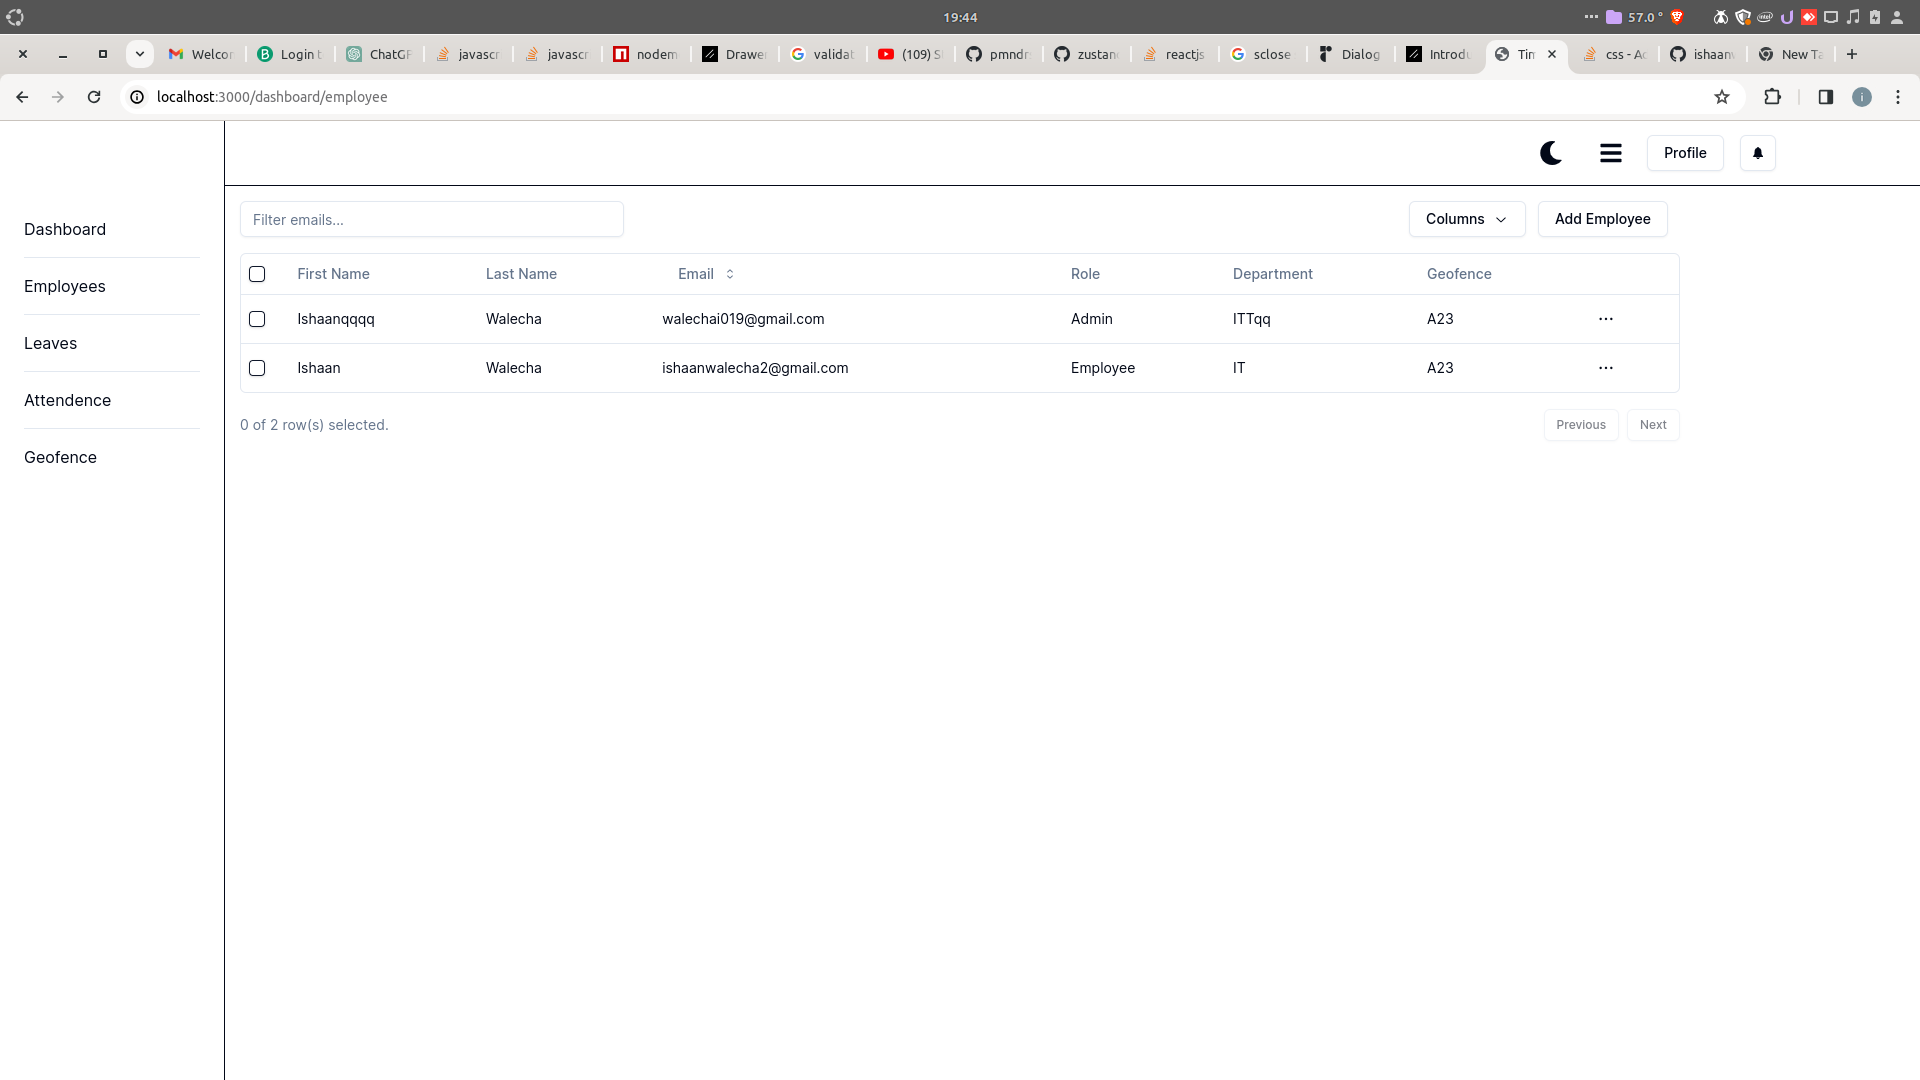 19:44
57.0 °
Welcor
Login t
ChatGF
javascr
javascr
nodem
Drawer
validat
(109) S
pmndr
zustan
reactjs
sclose
Dialog
Introdu
Tim
css - Ac
ishaanw
New Ta
localhost:3000/dashboard/employee
Profile
Dashboard
Employees
Leaves
Attendence
Geofence
Filter emails...
Columns
Add Employee
First Name Last Name Email Role Department Geofence
Ishaanqqqq Walecha walechai019@gmail.com Admin ITTqq A23 ...
Ishaan Walecha ishaanwalecha2@gmail.com Employee IT A23 ...
0 of 2 row(s) selected.
Previous
Next